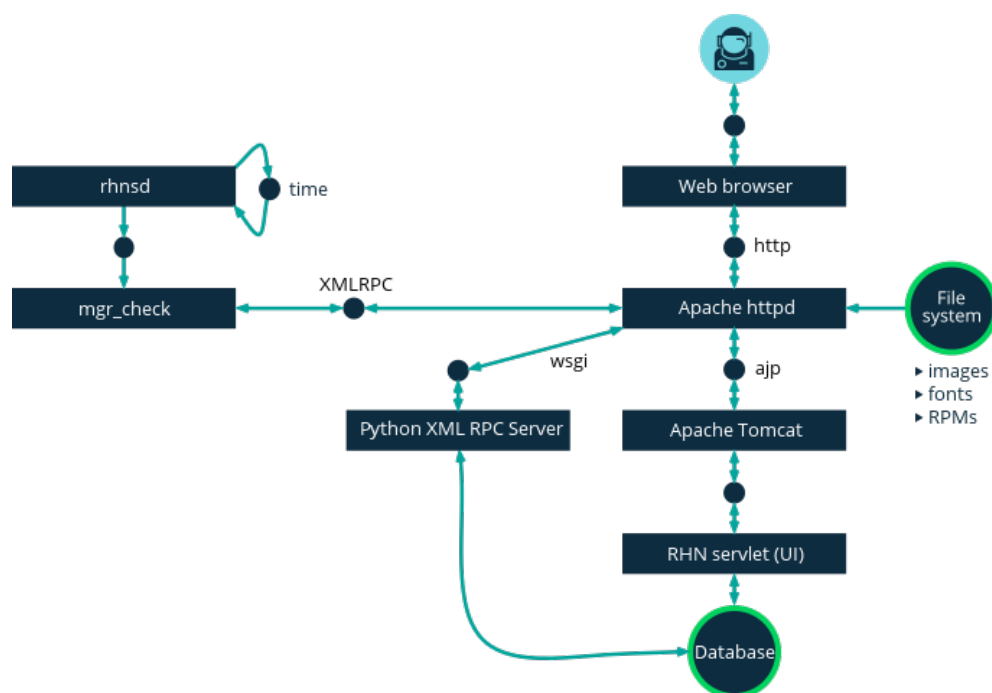 rhnsd
time
Web browser
http
XMLRPC
mgr_check
Apache httpd
File
system
wsgi
ajp
▸ images
▸ fonts
▸ RPMs
Python XML RPC Server
Apache Tomcat
RHN servlet (UI)
Database